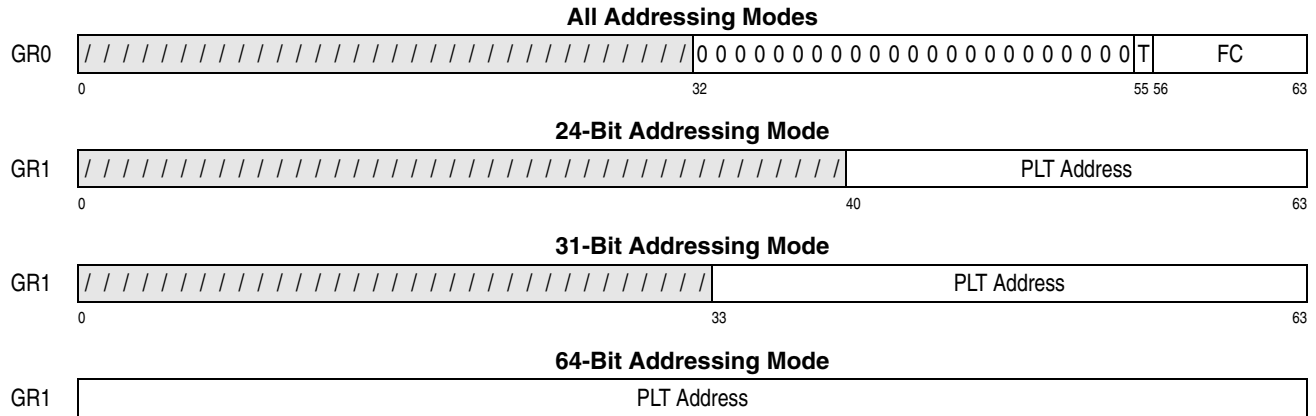 All Addressing Modes
GR0 / / / / / / / / / / / / / / / / / / / / / / / / / / / / / / / / 0 0 0 0 0 0 0 0 0 0 0 0 0 0 0 0 0 0 0 0 0 0 0 T FC
0 32 55 56 63
24-Bit Addressing Mode
GR1 / / / / / / / / / / / / / / / / / / / / / / / / / / / / / / / / / / / / / / / / PLT Address
0 40 63
31-Bit Addressing Mode
GR1 / / / / / / / / / / / / / / / / / / / / / / / / / / / / / / / / / PLT Address
0 33 63
64-Bit Addressing Mode
GR1 PLT Address